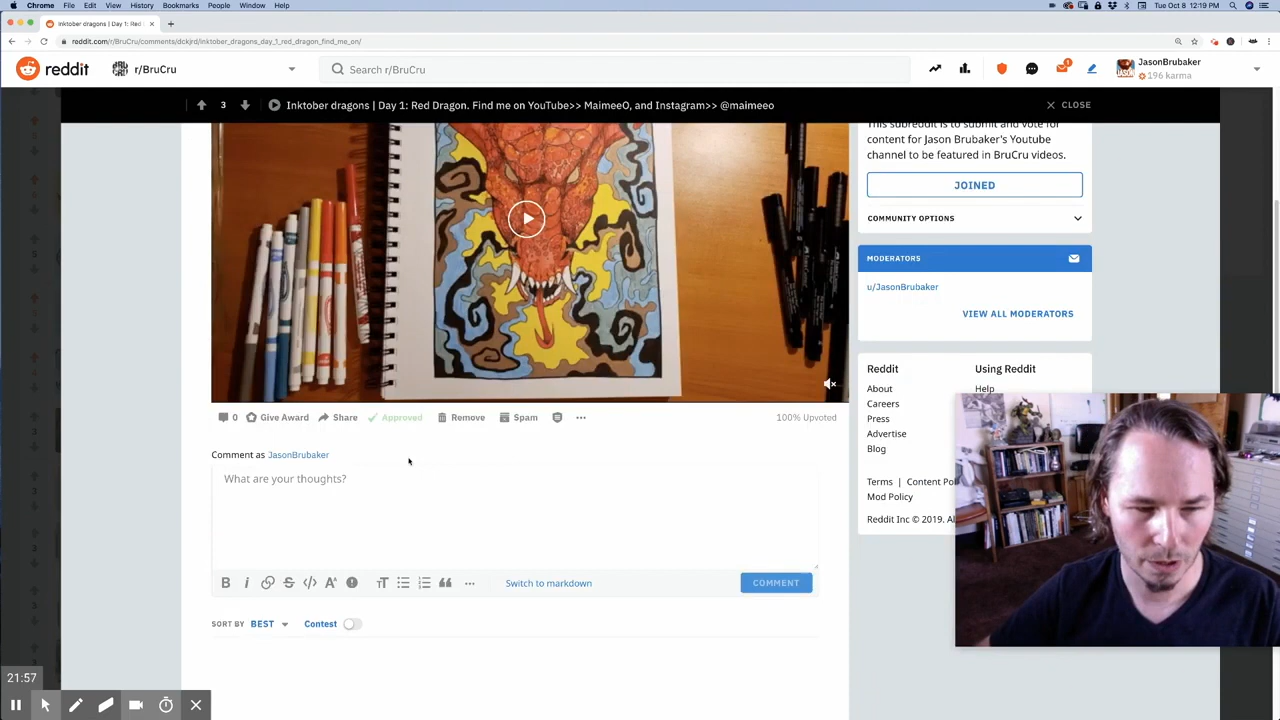 Chrome File Edit View History Bookmarks People Window Help Tue Oct 8 12:19 PM
Inktober dragons | Day 1: Red
reddit.com/r/BruCru/comments/dckjrd/inktober_dragons_day_1_red_dragon_find_me_on/
reddit r/BruCru Search r/BruCru 1 JasonBrubaker
196 karma
3 Inktober dragons | Day 1: Red Dragon. Find me on YouTube>> MaimeeO, and Instagram>> @maimeeo CLOSE
This subreddit is to submit and vote for
content for Jason Brubaker's Youtube
channel to be featured in BruCru videos.
JOINED
COMMUNITY OPTIONS
MODERATORS
u/JasonBrubaker
VIEW ALL MODERATORS
Reddit Using Reddit
About Help
Careers
Press
Advertise
Blog
Terms | Content
Mod Policy
Reddit Inc © 2019.
0 Give Award Share Approved Remove Spam 100% Upvoted
Comment as JasonBrubaker
What are your thoughts?
B i Switch to markdown COMMENT
SORT BY BEST Contest
21:57